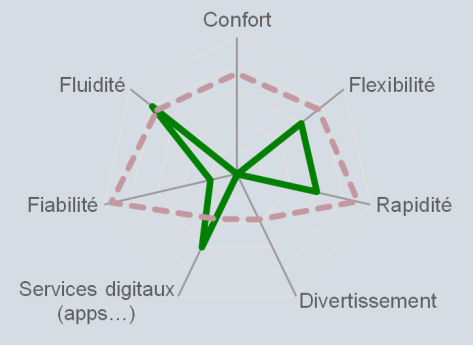 Confort
Fluidité
Flexibilité
Fiabilité
Rapidité
Services digitaux
(apps…)
Divertissement